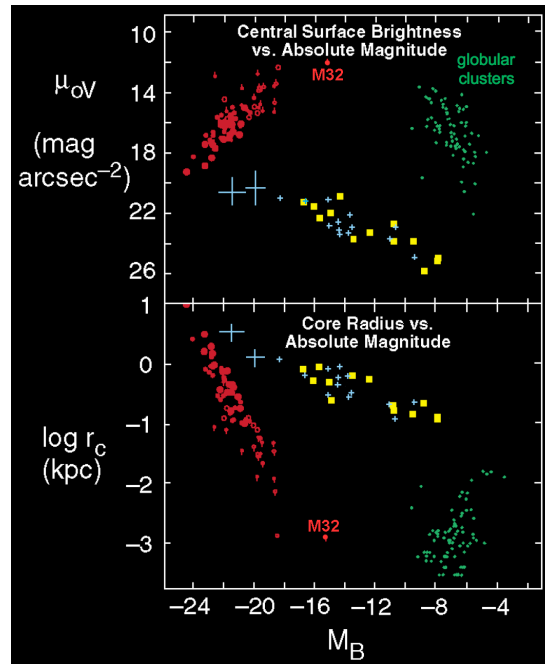 10
Central Surface Brightness
vs. Absolute Magnitude
M32
globular
clusters
μoV
(mag
arcsec−2)
14
18
22
26
1
Core Radius vs.
Absolute Magnitude
0
−1
log rc
(kpc)
−2
M32
−3
−24 −20 −16 −12 −8 −4
MB